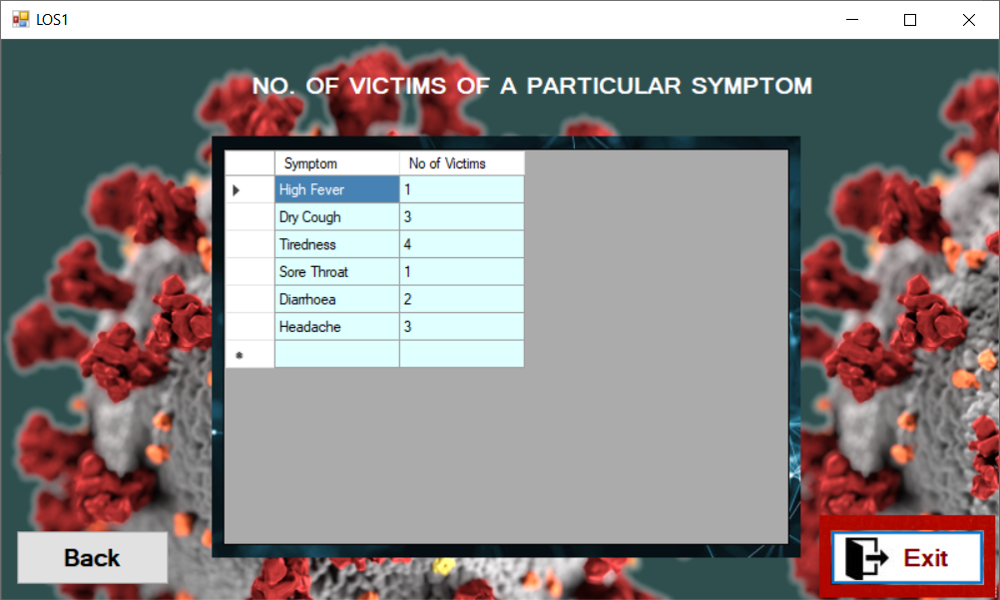 LOS1
NO. OF VICTIMS OF A PARTICULAR SYMPTOM
Symptom No of Victims
High Fever 1
Dry Cough 3
Tiredness 4
Sore Throat 1
Diarrhoea 2
Headache 3
Back
Exit